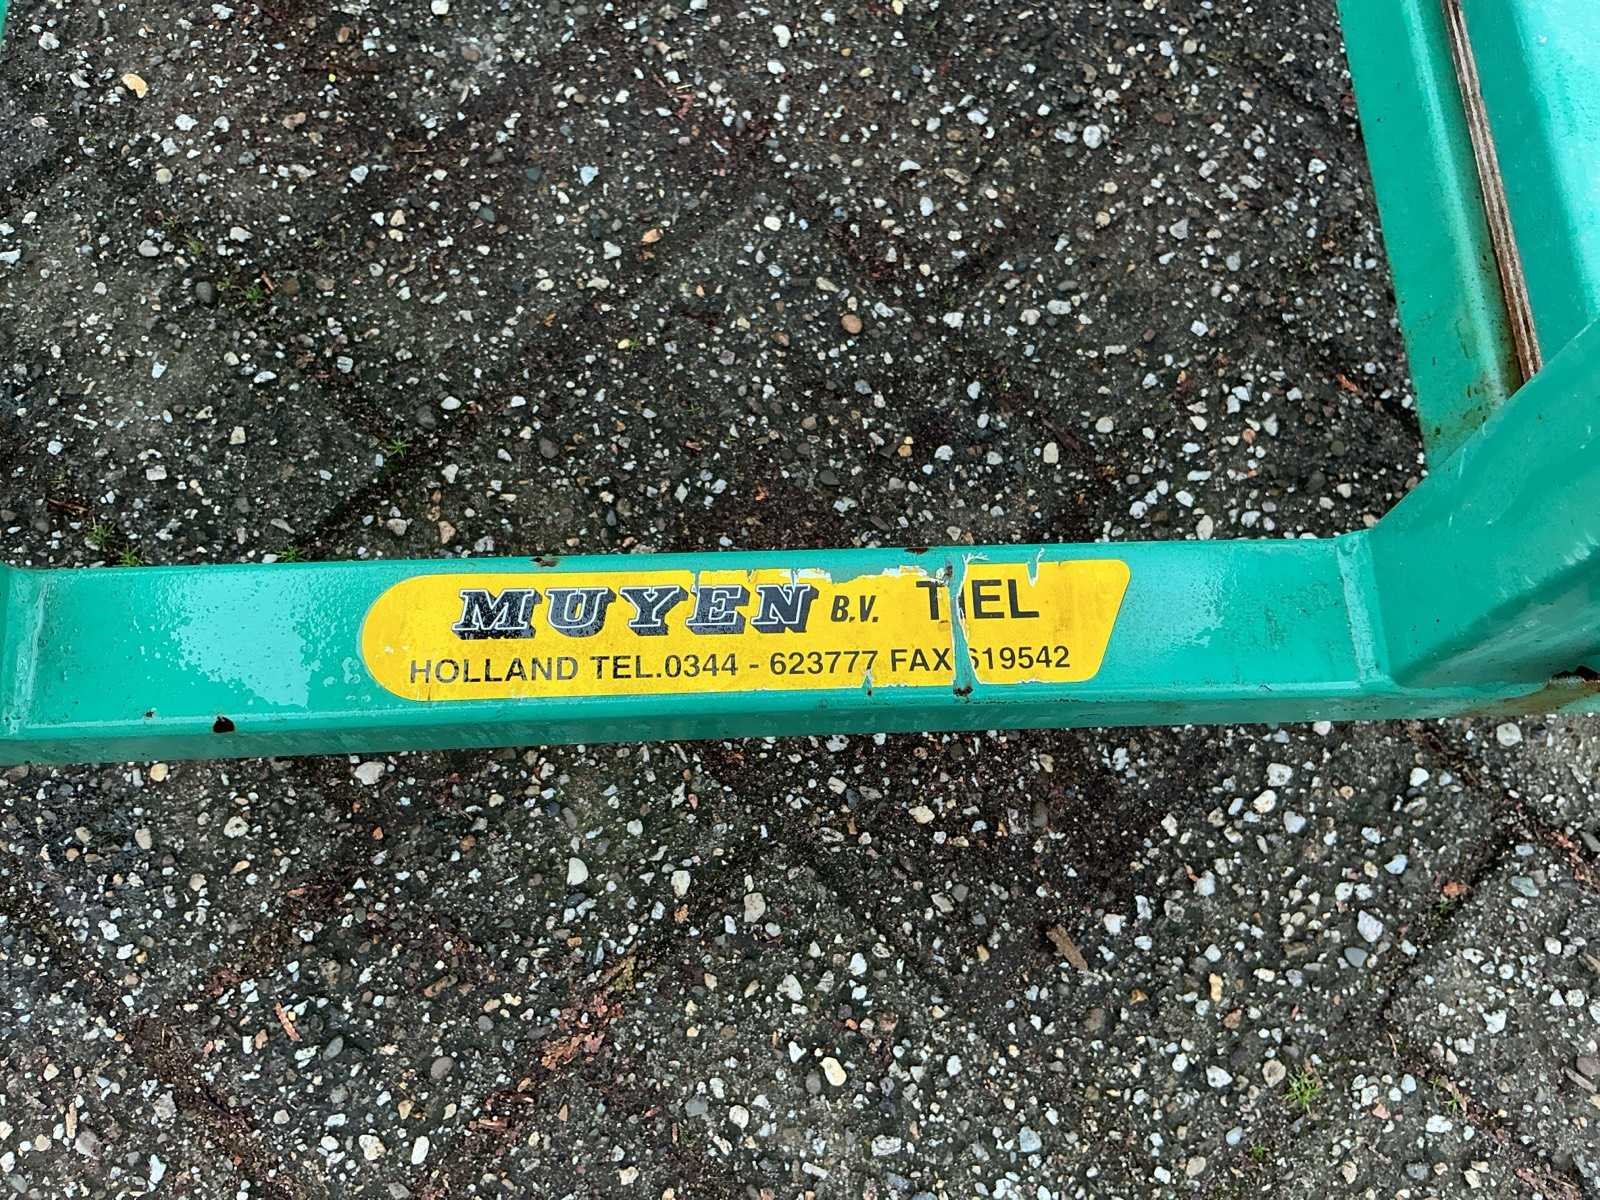 MUYEN B.V. TIEL
HOLLAND TEL.0344 - 623777 FAX 619542